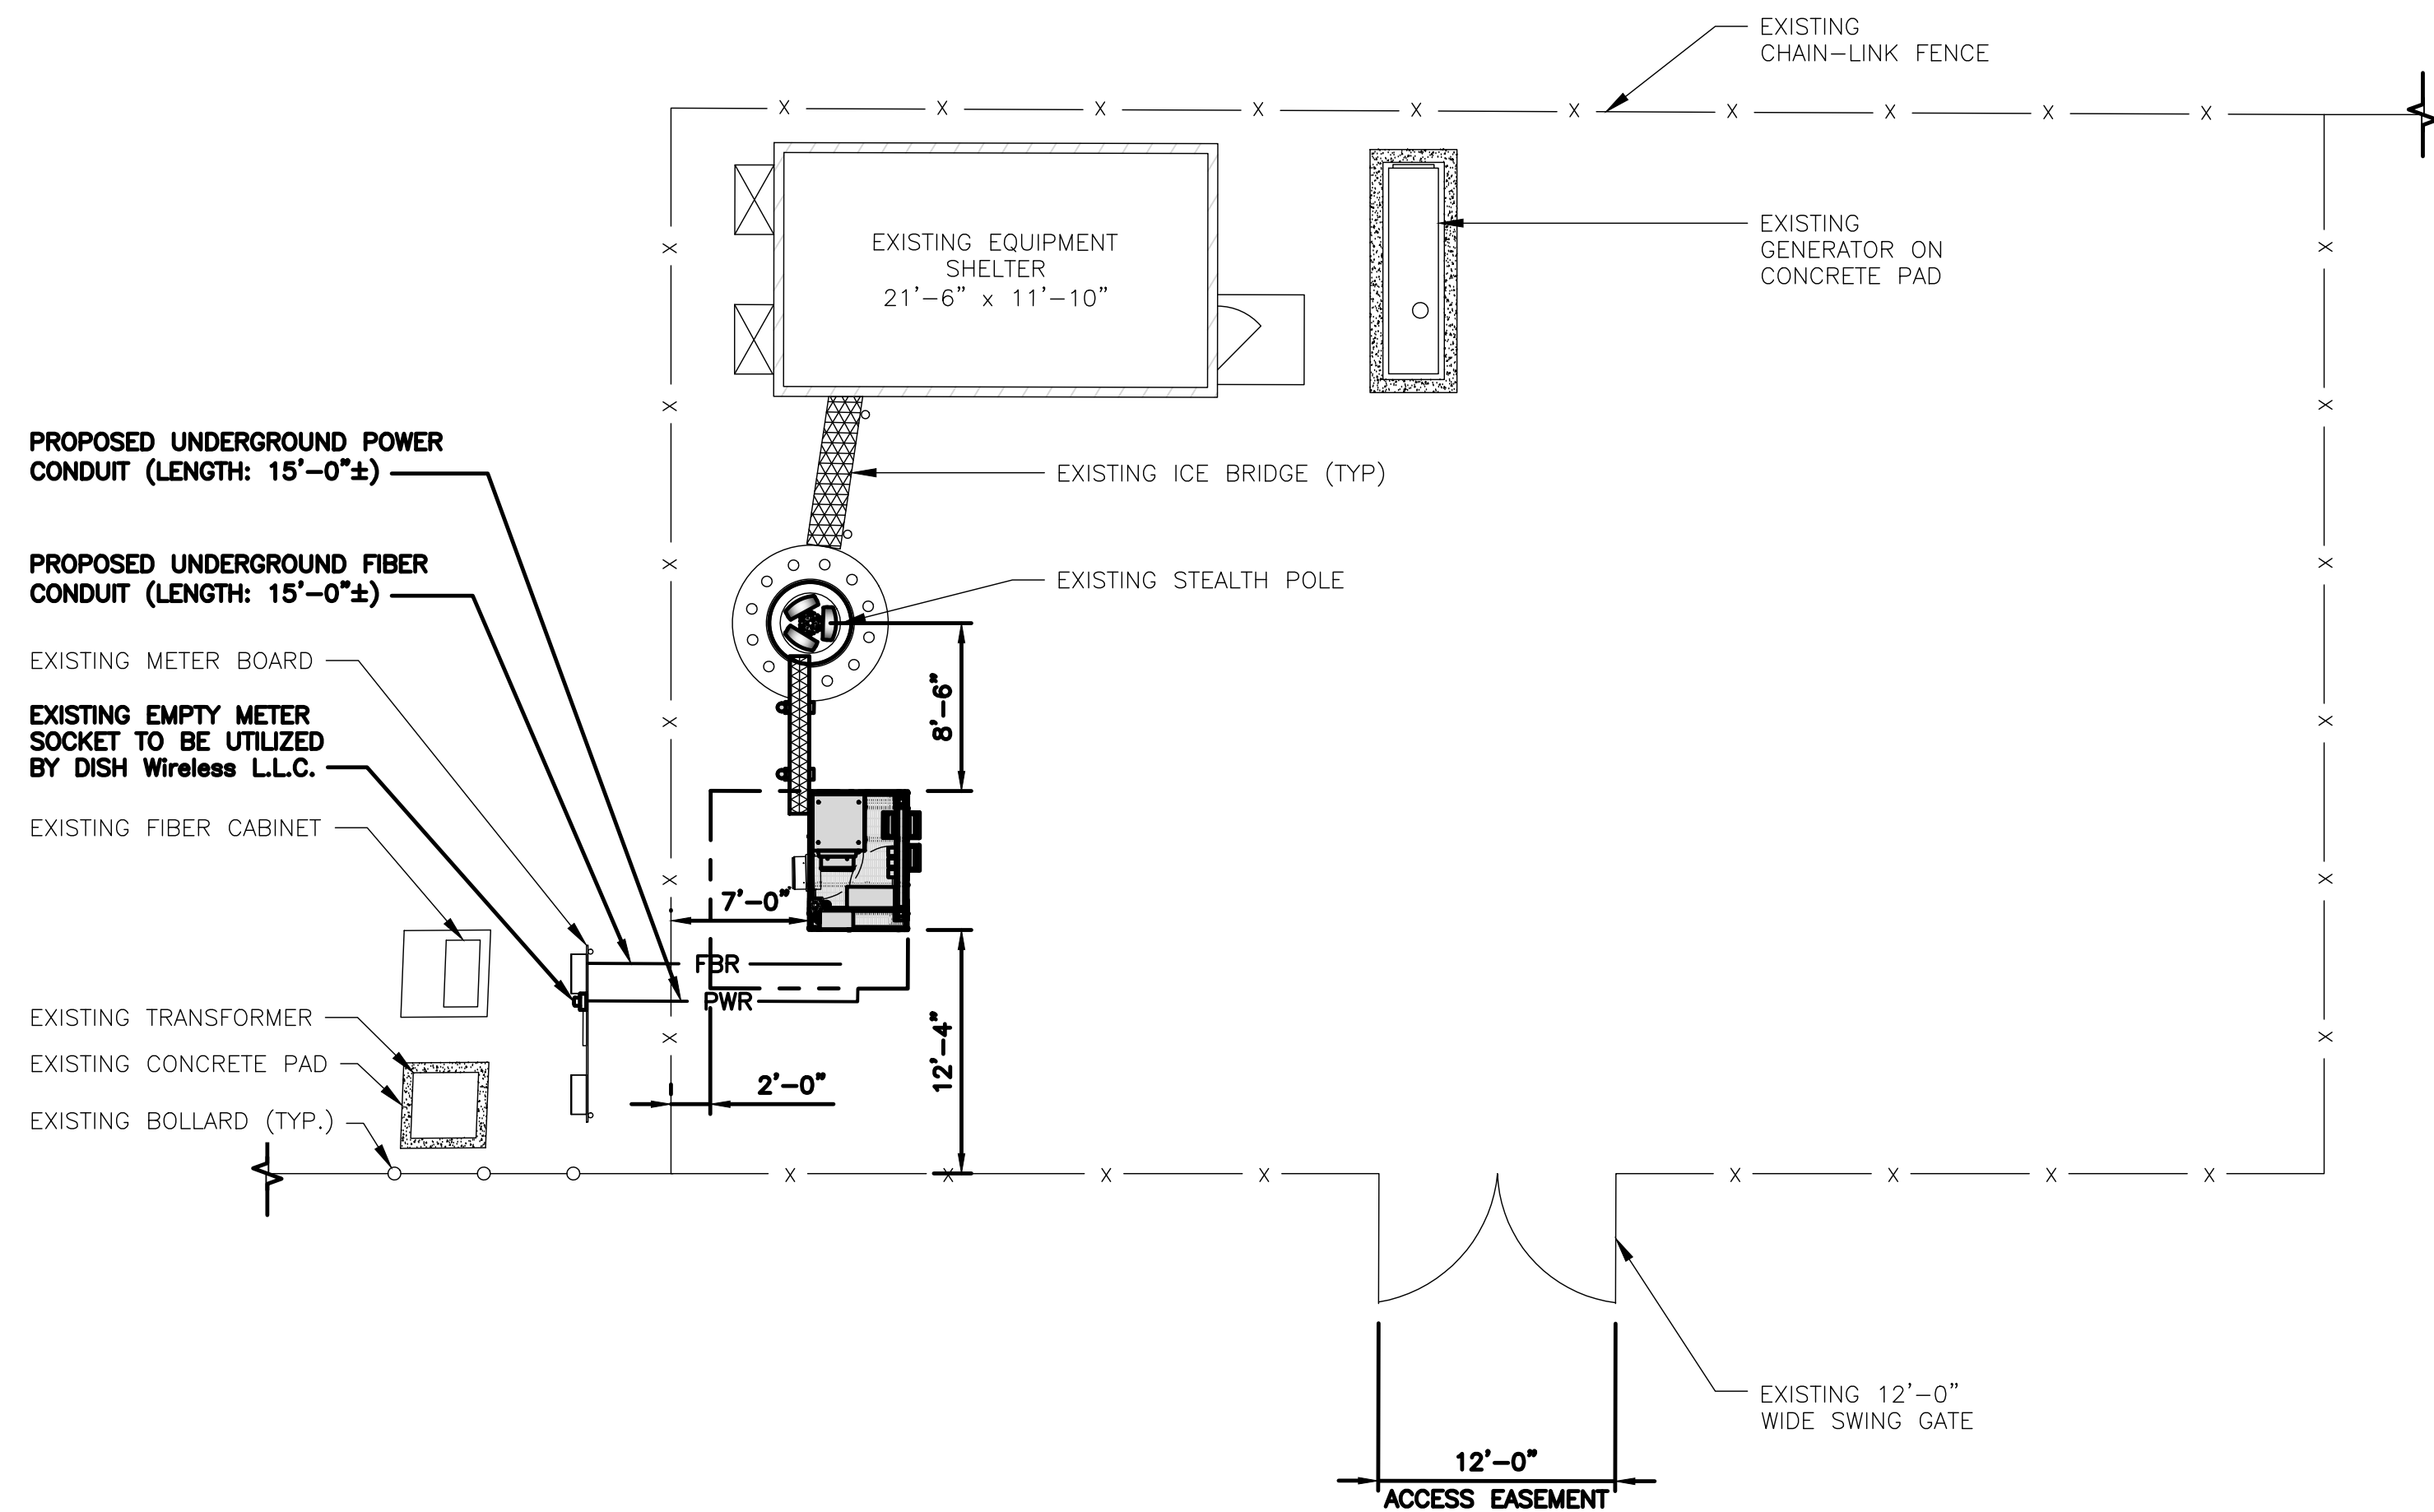 EXISTING
CHAIN-LINK FENCE
EXISTING EQUIPMENT
SHELTER
21'-6" x 11'-10"
EXISTING
GENERATOR ON
CONCRETE PAD
PROPOSED UNDERGROUND POWER
CONDUIT (LENGTH: 15'-0"±)
EXISTING ICE BRIDGE (TYP)
PROPOSED UNDERGROUND FIBER
CONDUIT (LENGTH: 15'-0"±)
EXISTING STEALTH POLE
EXISTING METER BOARD
8'-6"
EXISTING EMPTY METER
SOCKET TO BE UTILIZED
BY DISH Wireless L.L.C.
EXISTING FIBER CABINET
7'-0"
FBR
PWR
EXISTING TRANSFORMER
12'-4"
EXISTING CONCRETE PAD
2'-0"
EXISTING BOLLARD (TYP.)
EXISTING 12'-0"
WIDE SWING GATE
12'-0"
ACCESS EASEMENT